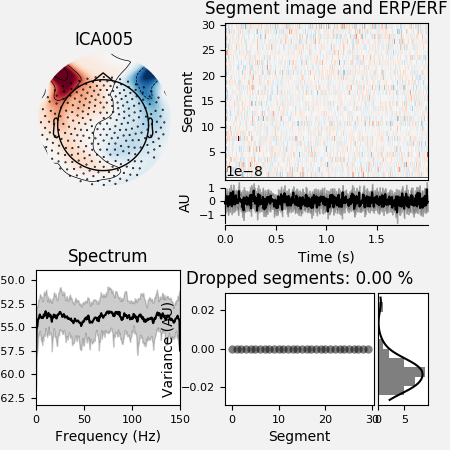 Segment image and ERP/ERF
ICA005
30
25
20
15
10
5
Segment
1e−8
1
0
−1
AU
0.0 0.5 1.0 1.5
Time (s)
Spectrum
Dropped segments: 0.00 %
50.0
52.5
55.0
57.5
60.0
62.5
0 50 100 150
Frequency (Hz)
Variance (AU)
0.02
0.00
−0.02
0 10 20 30
Segment
0 5